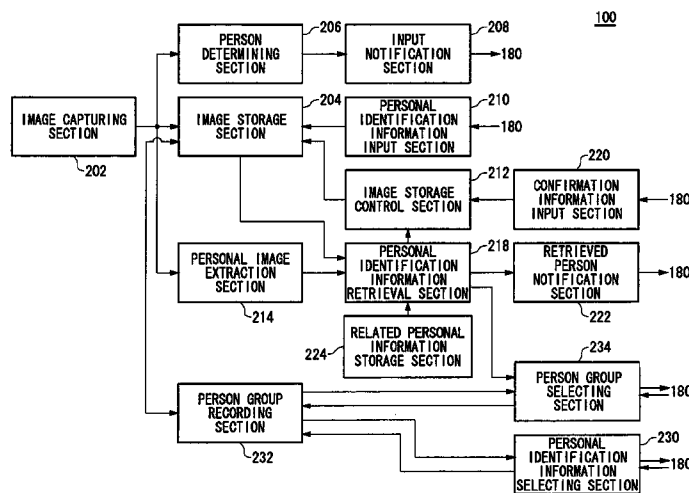 100
206
208
PERSON
DETERMINING
SECTION
INPUT
NOTIFICATION
SECTION
180
204
210
IMAGE CAPTURING
SECTION
202
IMAGE STORAGE
SECTION
PERSONAL
IDENTIFICATION
INFORMATION
INPUT SECTION
180
212
220
IMAGE STORAGE
CONTROL SECTION
CONFIRMATION
INFORMATION
INPUT SECTION
180
218
PERSONAL IMAGE
EXTRACTION
SECTION
214
PERSONAL
IDENTIFICATION
INFORMATION
RETRIEVAL SECTION
RETRIEVED
PERSON
NOTIFICATION
SECTION
222
180
224
RELATED PERSONAL
INFORMATION
STORAGE SECTION
234
PERSON GROUP
SELECTING
SECTION
180
PERSON GROUP
RECORDING
SECTION
232
230
PERSONAL
IDENTIFICATION
INFORMATION
SELECTING SECTION
180